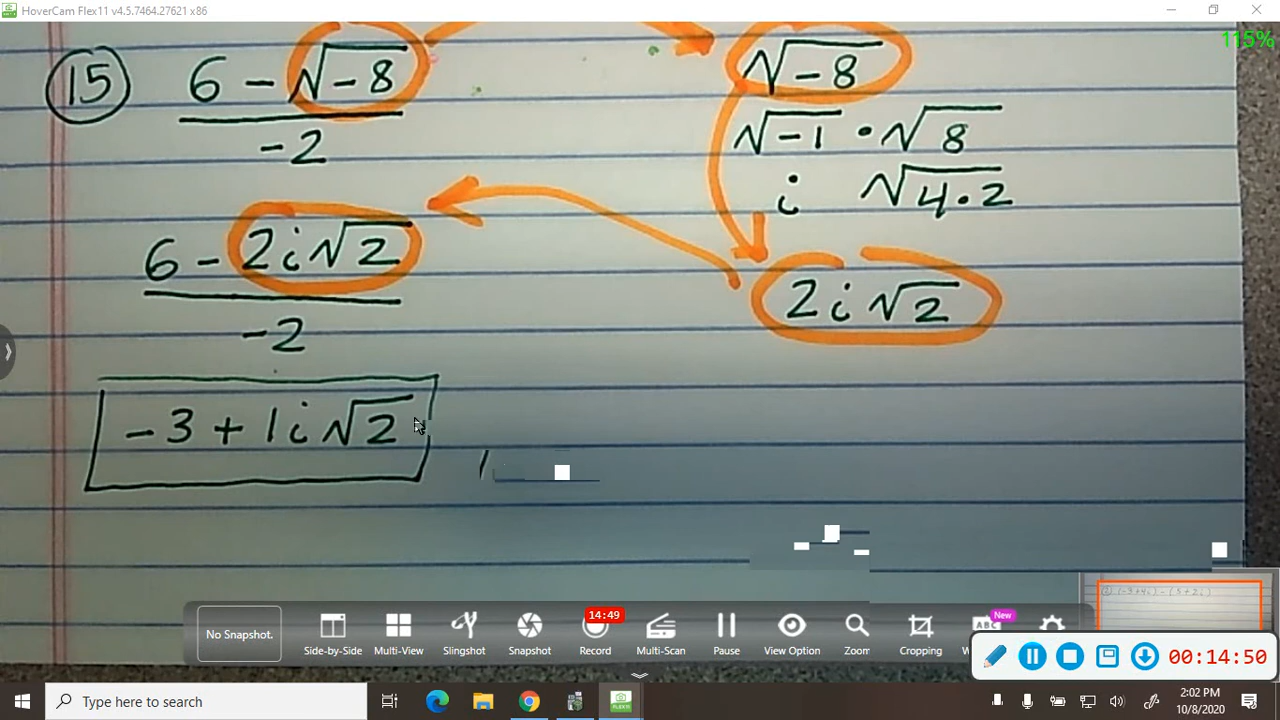 HoverCam Flex11 v4.5.7464.27621 x86
115%
15
6 - √-8
-2
√-8
√-1 • √8
i √4•2
2i√2
6 - 2i√2
-2
-3 + 1i√2
No Snapshot.
Side-by-Side
Multi-View
Slingshot
Snapshot
14:49
Record
Multi-Scan
Pause
View Option
Zoom
Cropping
New
ABC
00:14:50
Type here to search
FLEX11
2:02 PM
10/8/2020